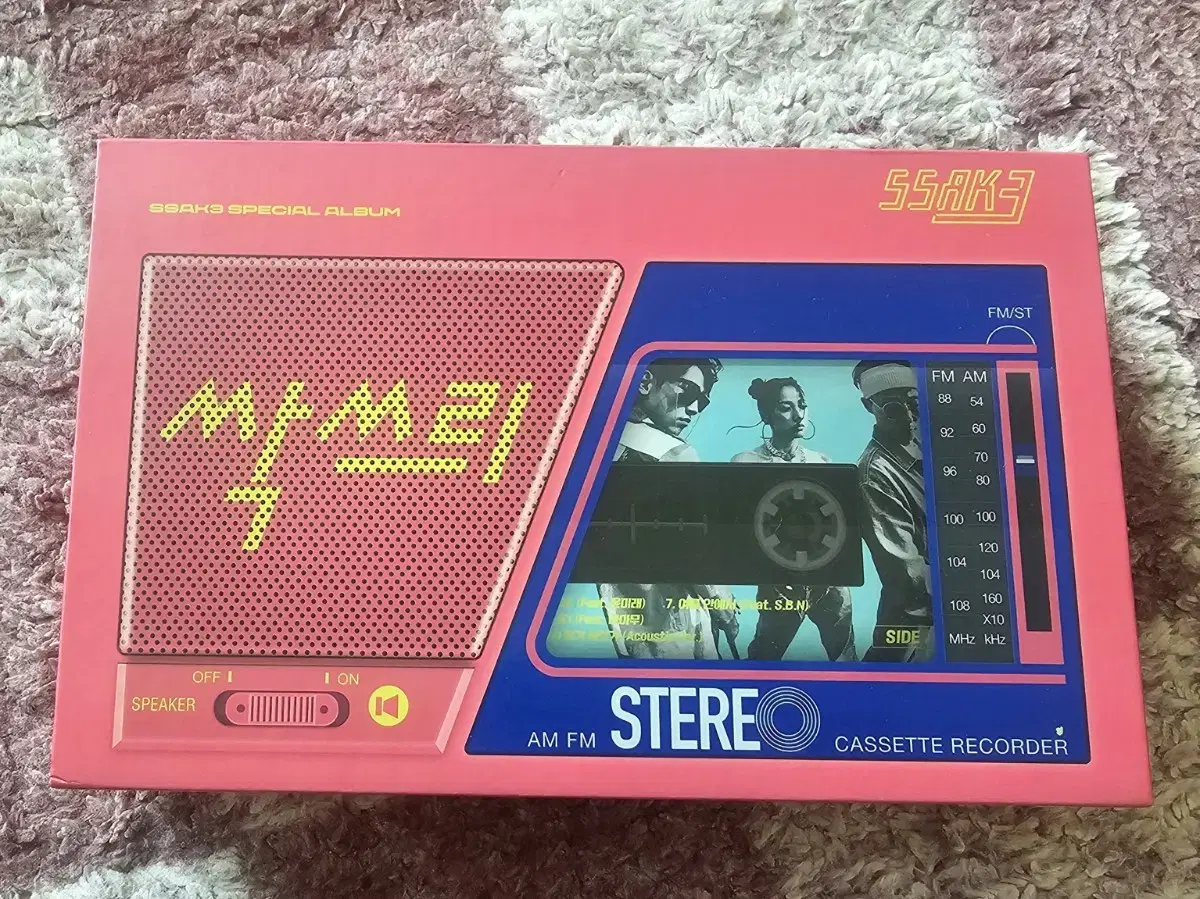 SSAK3 SPECIAL ALBUM
SSAK3
싹쓰리
FM/ST
FM AM
88 54
92 60
70
96 80
100 100
120
104 104
160
108 X10
MHz kHz
7. 안에서 (Feat. S.B.N)
(Acoustic
SIDE
OFF ON
SPEAKER
AM FM STEREO CASSETTE RECORDER